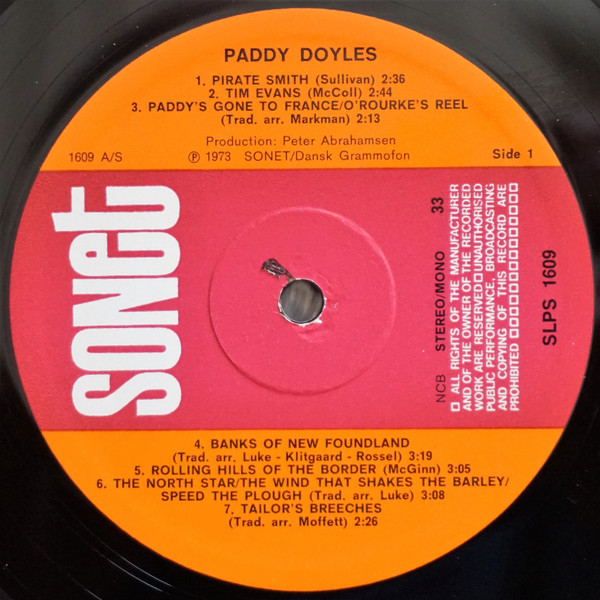 PADDY DOYLES
1. PIRATE SMITH (Sullivan) 2:36
2. TIM EVANS (McColl) 2:44
3. PADDY'S GONE TO FRANCE/O'ROURKE'S REEL
(Trad. arr. Markman) 2:13
Production: Peter Abrahamsen
1609 A/S ℗ 1973 SONET/Dansk Grammofon Side 1
SONET
NCB STEREO/MONO 33
□ ALL RIGHTS OF THE MANUFACTURER
AND OF THE OWNER OF THE RECORDED
WORK ARE RESERVED □ UNAUTHORISED
PUBLIC PERFORMANCE, BROADCASTING
AND COPYING OF THIS RECORD ARE
PROHIBITED □□□□□□□□□□□□□
SLPS 1609
4. BANKS OF NEW FOUNDLAND
(Trad. arr. Luke - Klitgaard - Rossel) 3:19
5. ROLLING HILLS OF THE BORDER (McGinn) 3:05
6. THE NORTH STAR/THE WIND THAT SHAKES THE BARLEY/
SPEED THE PLOUGH (Trad. arr. Luke) 3:08
7. TAILOR'S BREECHES
(Trad. arr. Moffett) 2:26